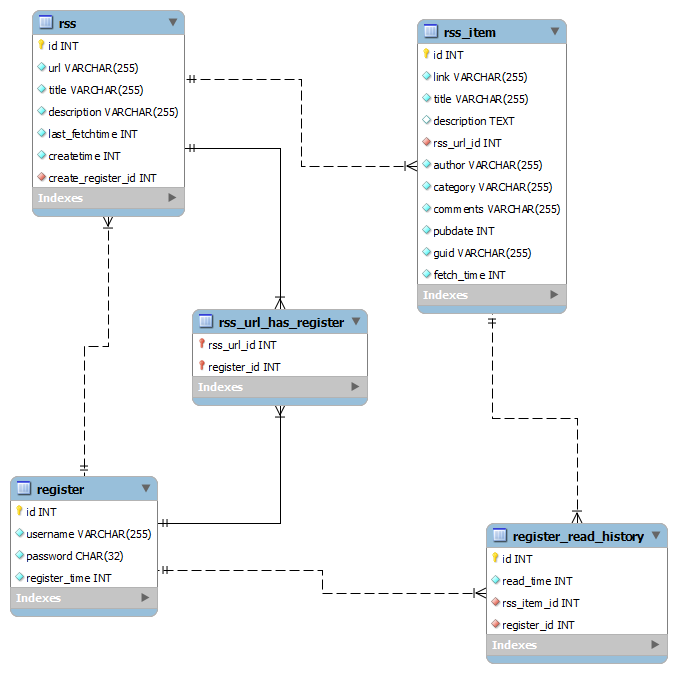 rss
id INT
url VARCHAR(255)
title VARCHAR(255)
description VARCHAR(255)
last_fetchtime INT
createtime INT
create_register_id INT
Indexes
rss_item
id INT
link VARCHAR(255)
title VARCHAR(255)
description TEXT
rss_url_id INT
author VARCHAR(255)
category VARCHAR(255)
comments VARCHAR(255)
pubdate INT
guid VARCHAR(255)
fetch_time INT
Indexes
rss_url_has_register
rss_url_id INT
register_id INT
Indexes
register
id INT
username VARCHAR(255)
password CHAR(32)
register_time INT
Indexes
register_read_history
id INT
read_time INT
rss_item_id INT
register_id INT
Indexes